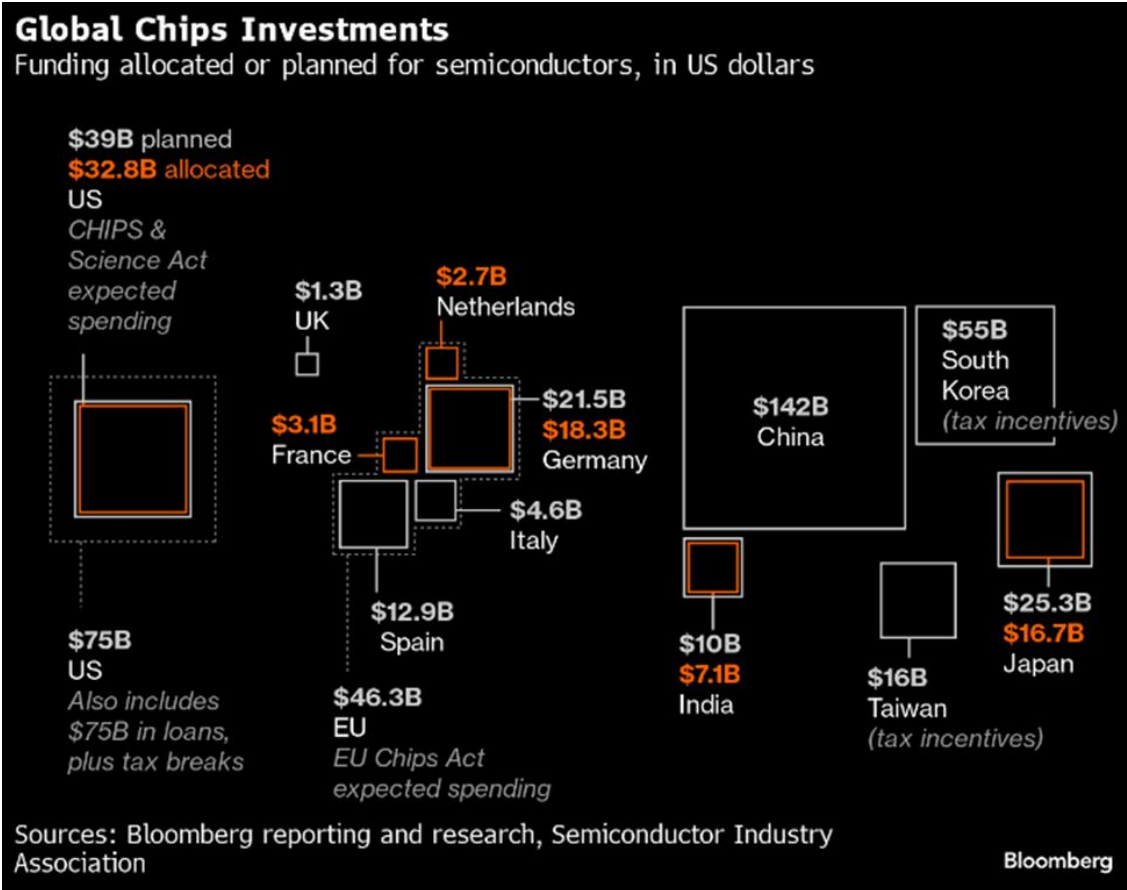 Global Chips Investments
Funding allocated or planned for semiconductors, in US dollars
$39B planned
$32.8B allocated
US
CHIPS &
Science Act
expected
spending
$75B
US
Also includes
$75B in loans,
plus tax breaks
$1.3B
UK
$2.7B
Netherlands
$3.1B
France
$21.5B
$18.3B
Germany
$4.6B
Italy
$12.9B
Spain
$46.3B
EU
EU Chips Act
expected spending
$142B
China
$55B
South
Korea
(tax incentives)
$10B
$7.1B
India
$16B
Taiwan
(tax incentives)
$25.3B
$16.7B
Japan
Sources: Bloomberg reporting and research, Semiconductor Industry
Association
Bloomberg